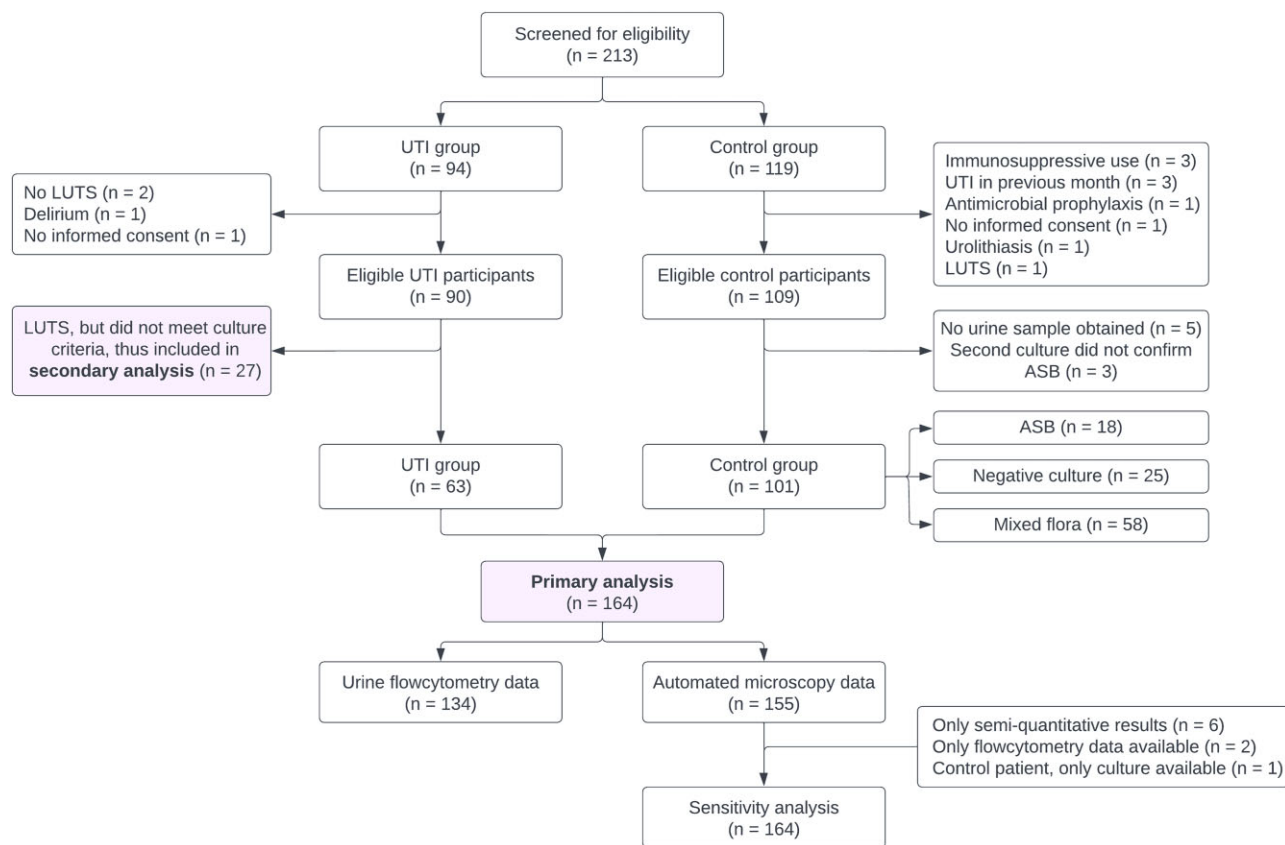 Screened for eligibility
(n = 213)
UTI group
(n = 94)
Control group
(n = 119)
No LUTS (n = 2)
Delirium (n = 1)
No informed consent (n = 1)
Immunosuppressive use (n = 3)
UTI in previous month (n = 3)
Antimicrobial prophylaxis (n = 1)
No informed consent (n = 1)
Urolithiasis (n = 1)
LUTS (n = 1)
Eligible UTI participants
(n = 90)
Eligible control participants
(n = 109)
LUTS, but did not meet culture
criteria, thus included in
secondary analysis (n = 27)
No urine sample obtained (n = 5)
Second culture did not confirm
ASB (n = 3)
UTI group
(n = 63)
Control group
(n = 101)
ASB (n = 18)
Negative culture (n = 25)
Mixed flora (n = 58)
Primary analysis
(n = 164)
Urine flowcytometry data
(n = 134)
Automated microscopy data
(n = 155)
Only semi-quantitative results (n = 6)
Only flowcytometry data available (n = 2)
Control patient, only culture available (n = 1)
Sensitivity analysis
(n = 164)